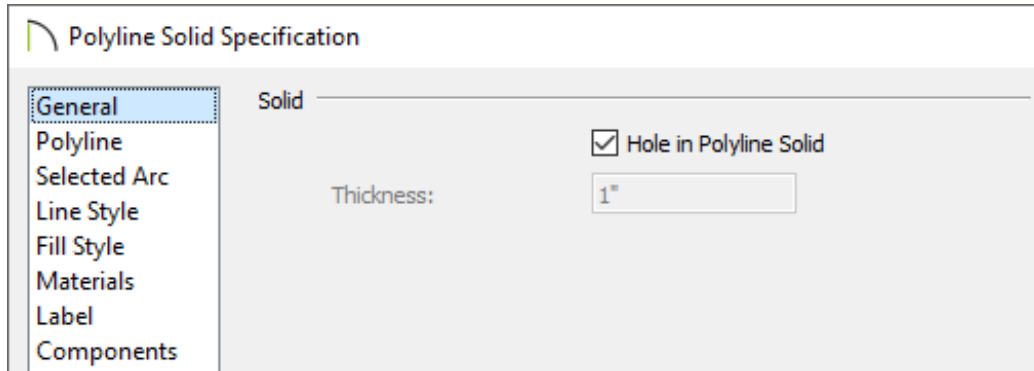 Polyline Solid Specification
General
Polyline
Selected Arc
Line Style
Fill Style
Materials
Label
Components
Solid
Hole in Polyline Solid
Thickness: 1"